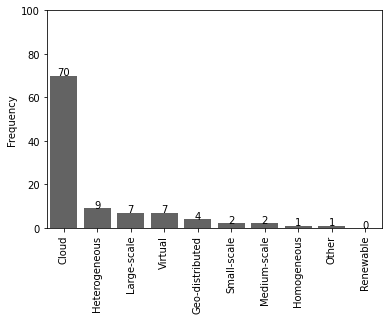 100
80
60
40
20
0
Frequency
70
9
7
7
4
2
2
1
1
0
Cloud
Heterogeneous
Large-scale
Virtual
Geo-distributed
Small-scale
Medium-scale
Homogeneous
Other
Renewable